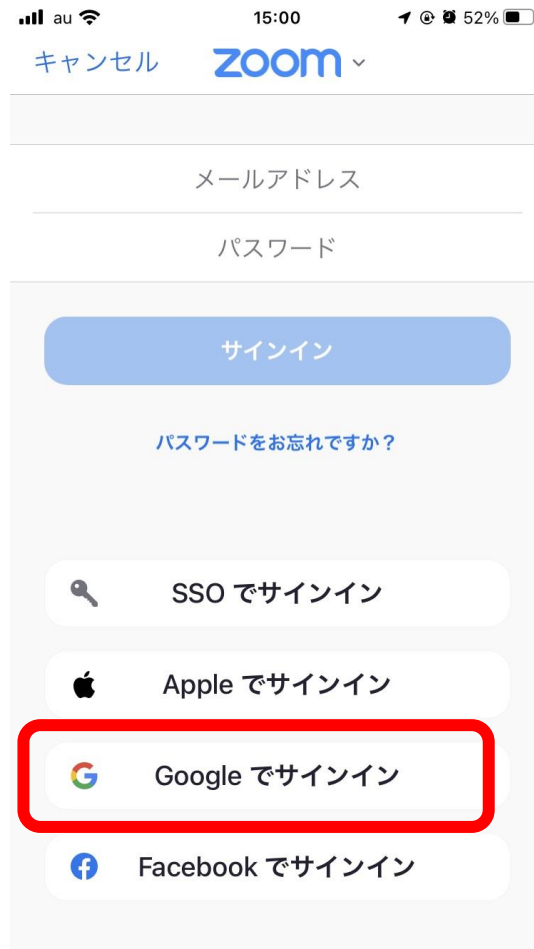 au 15:00 52%
キャンセル zoom
メールアドレス
パスワード
サインイン
パスワードをお忘れですか？
SSO でサインイン
Apple でサインイン
Google でサインイン
Facebook でサインイン